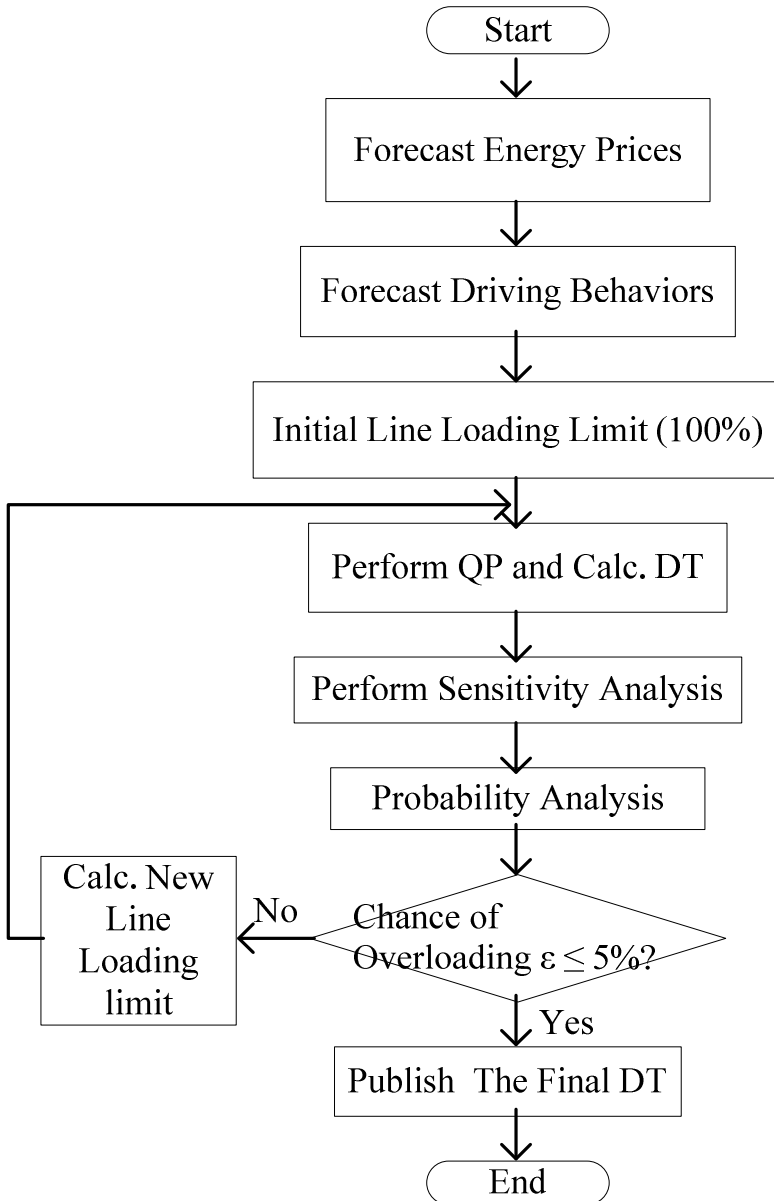 Start
Forecast Energy Prices
Forecast Driving Behaviors
Initial Line Loading Limit (100%)
Perform QP and Calc. DT
Perform Sensitivity Analysis
Probability Analysis
Calc. New
Line
Loading
limit
No
Chance of
Overloading ε ≤ 5%?
Yes
Publish The Final DT
End